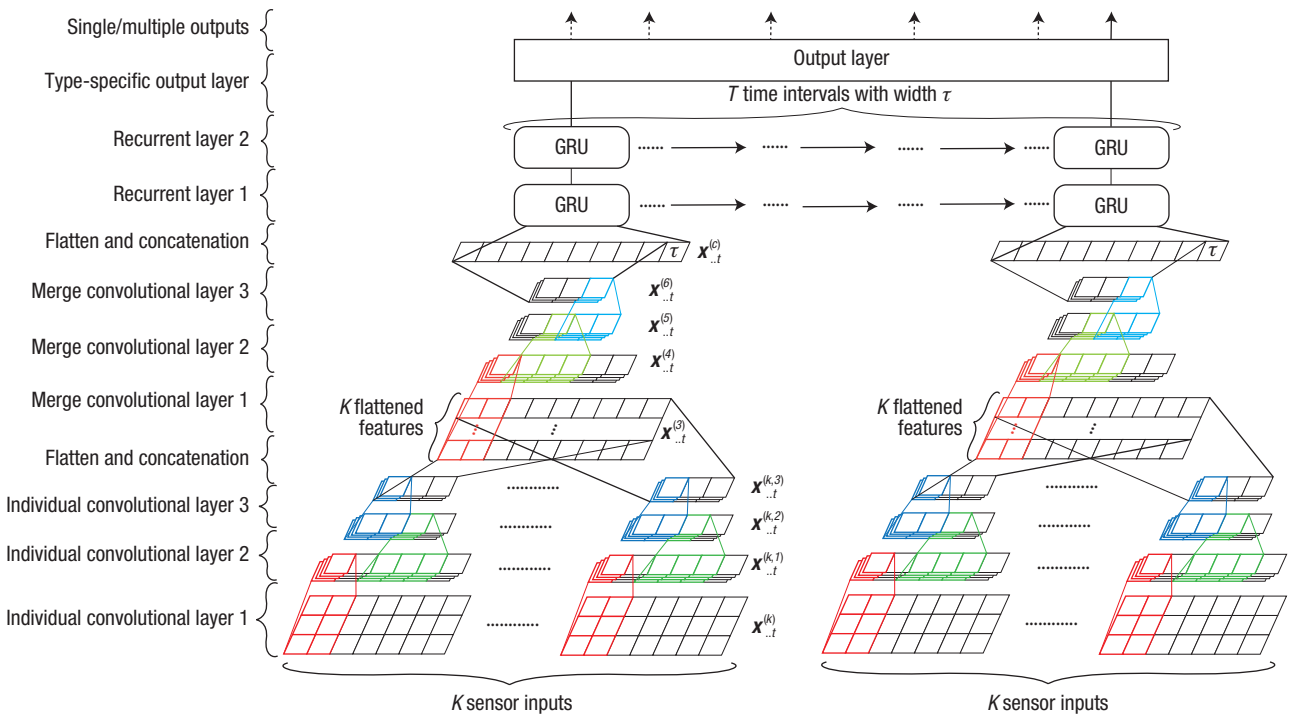 Single/multiple outputs
Type-specific output layer
Output layer
T time intervals with width τ
Recurrent layer 2
GRU ...... ...... ...... ...... GRU
Recurrent layer 1
GRU ...... ...... ...... ...... GRU
Flatten and concatenation
τ X..t^(c) τ
Merge convolutional layer 3
X..t^(6)
X..t^(5)
Merge convolutional layer 2
X..t^(4)
Merge convolutional layer 1
K flattened
features
K flattened
features
X..t^(3)
Flatten and concatenation
X..t^(k,3)
Individual convolutional layer 3
X..t^(k,2)
Individual convolutional layer 2
X..t^(k,1)
Individual convolutional layer 1
X..t^(k)
K sensor inputs
K sensor inputs